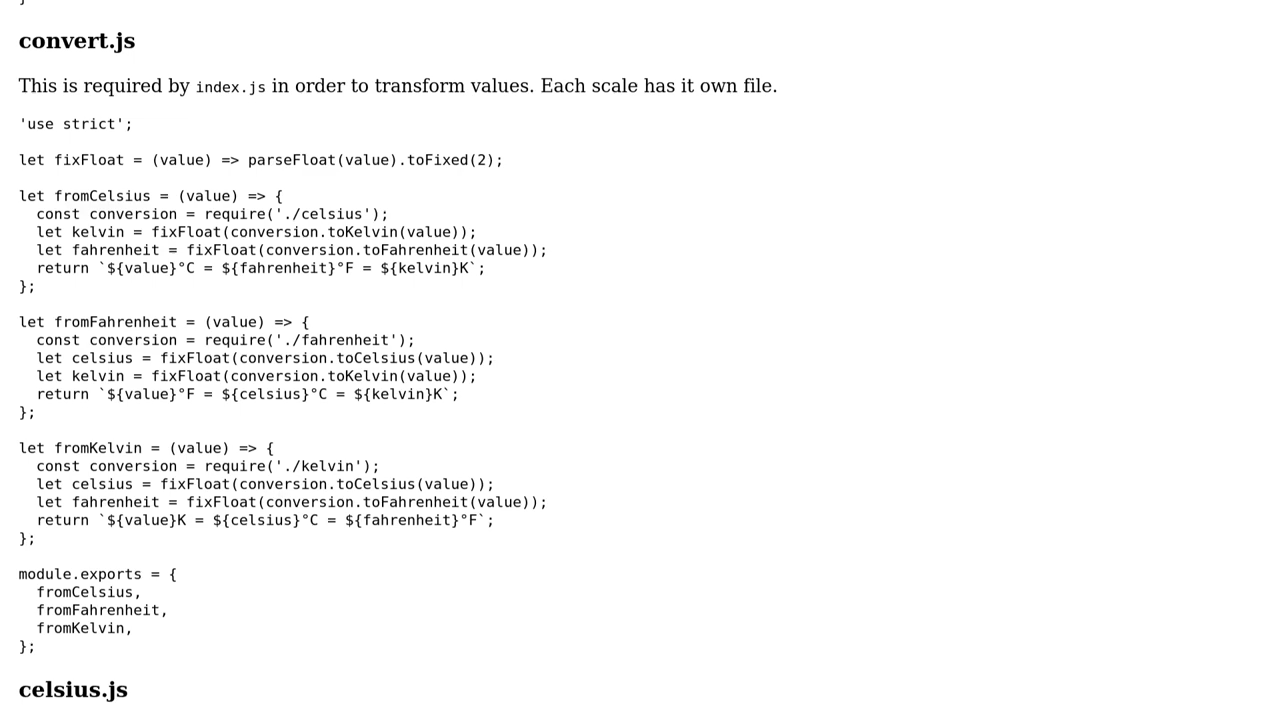 convert.js
This is required by index.js in order to transform values. Each scale has it own file.
'use strict';
let fixFloat = (value) => parseFloat(value).toFixed(2);
let fromCelsius = (value) => {
  const conversion = require('./celsius');
  let kelvin = fixFloat(conversion.toKelvin(value));
  let fahrenheit = fixFloat(conversion.toFahrenheit(value));
  return `${value}°C = ${fahrenheit}°F = ${kelvin}K`;
};
let fromFahrenheit = (value) => {
  const conversion = require('./fahrenheit');
  let celsius = fixFloat(conversion.toCelsius(value));
  let kelvin = fixFloat(conversion.toKelvin(value));
  return `${value}°F = ${celsius}°C = ${kelvin}K`;
};
let fromKelvin = (value) => {
  const conversion = require('./kelvin');
  let celsius = fixFloat(conversion.toCelsius(value));
  let fahrenheit = fixFloat(conversion.toFahrenheit(value));
  return `${value}K = ${celsius}°C = ${fahrenheit}°F`;
};
module.exports = {
  fromCelsius,
  fromFahrenheit,
  fromKelvin,
};
celsius.js